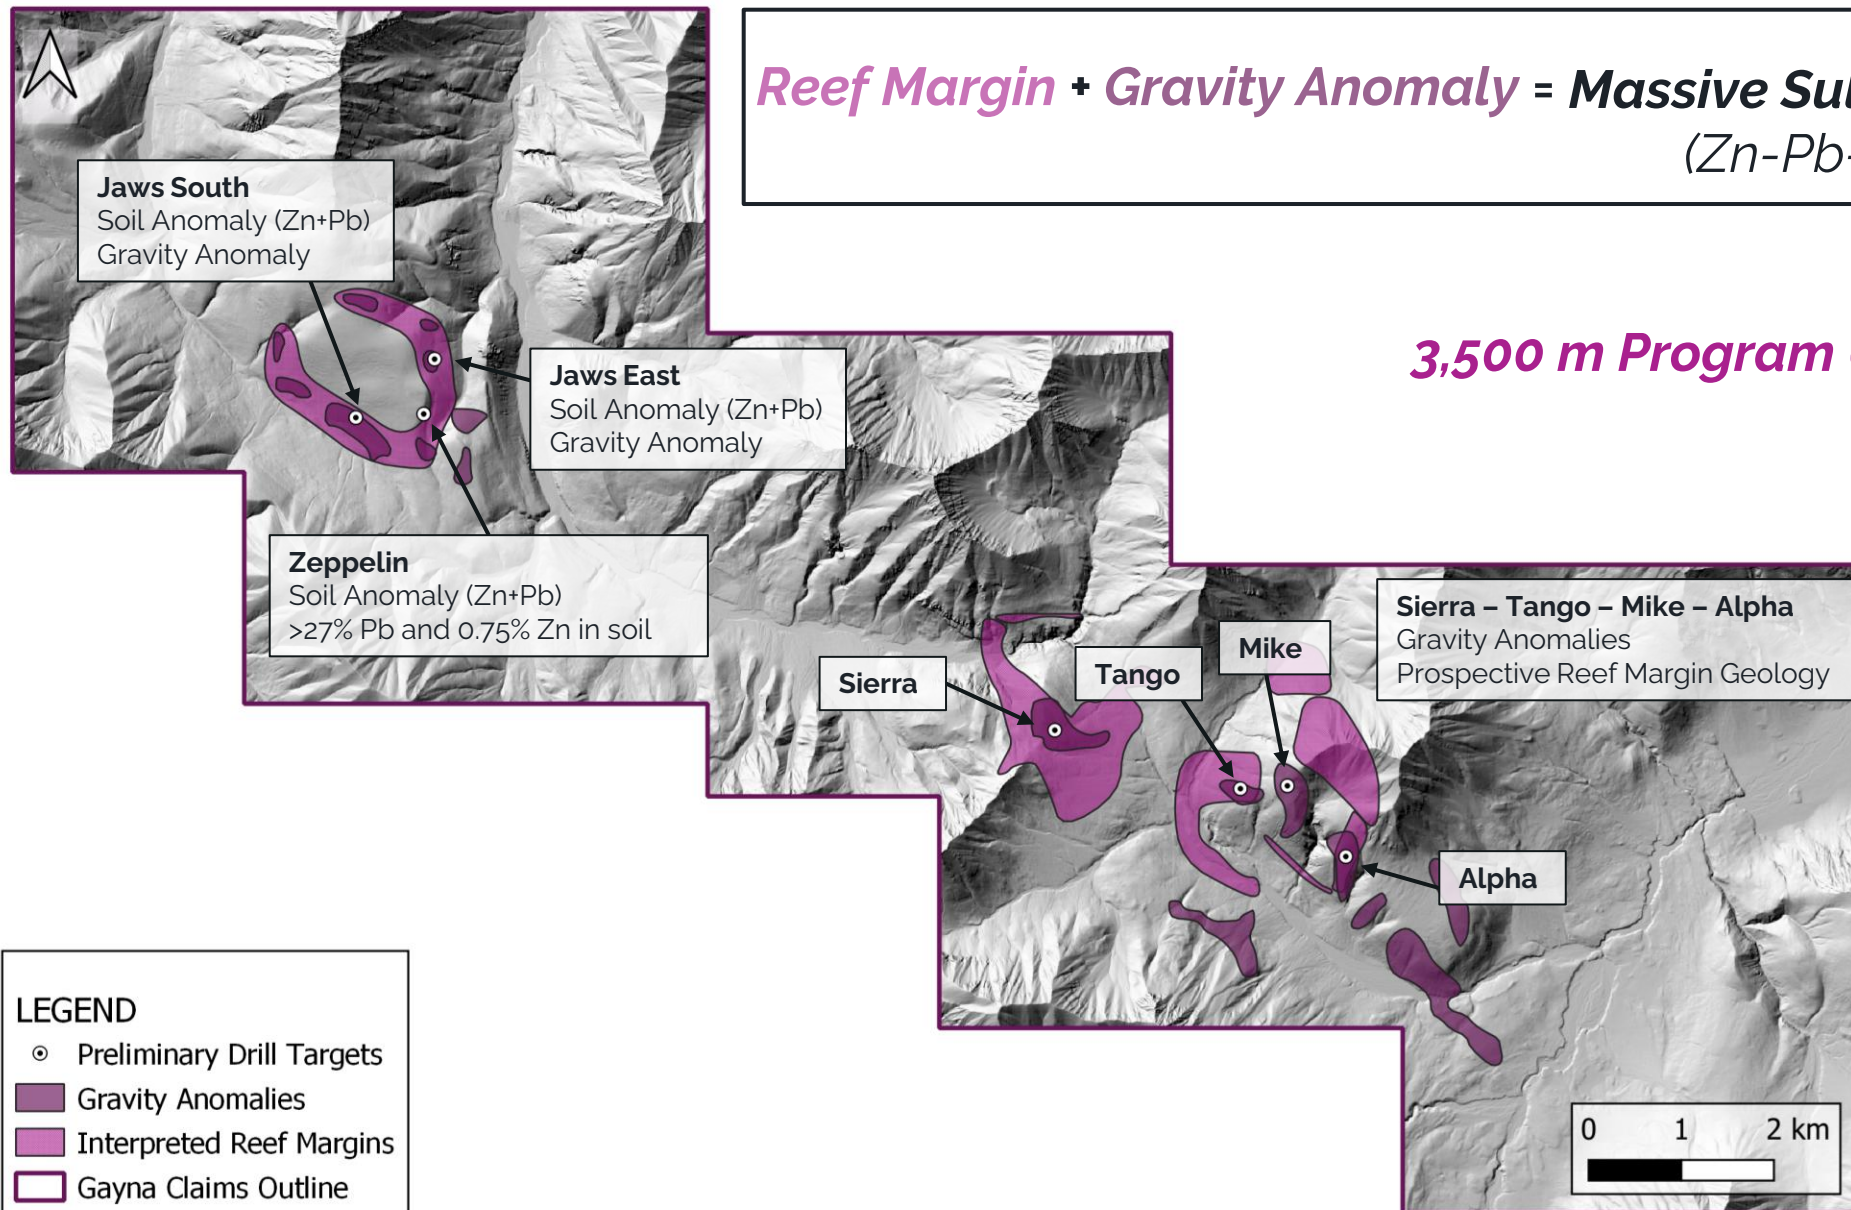 Reef Margin + Gravity Anomaly = Massive Sul
(Zn-Pb-
Jaws South
Soil Anomaly (Zn+Pb)
Gravity Anomaly
3,500 m Program
Jaws East
Soil Anomaly (Zn+Pb)
Gravity Anomaly
Zeppelin
Soil Anomaly (Zn+Pb)
>27% Pb and 0.75% Zn in soil
Sierra – Tango – Mike – Alpha
Gravity Anomalies
Prospective Reef Margin Geology
Sierra
Tango
Mike
Alpha
LEGEND
Preliminary Drill Targets
Gravity Anomalies
Interpreted Reef Margins
Gayna Claims Outline
0 1 2 km